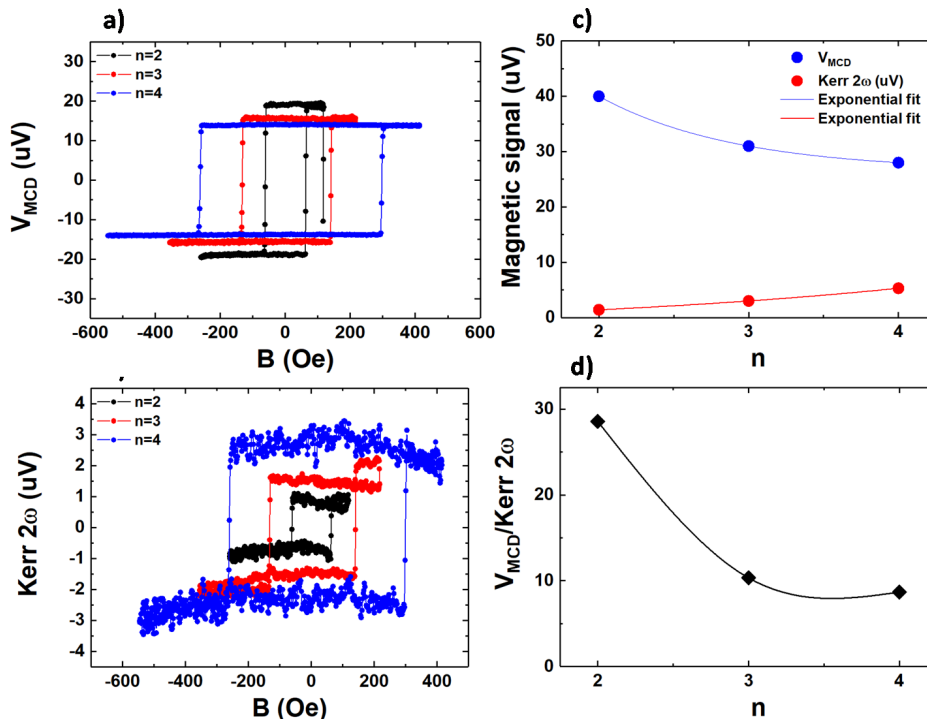 a)
n=2
n=3
n=4
V_MCD (uV)
30
20
10
0
-10
-20
-30
-600 -400 -200 0 200 400 600
B (Oe)
n=2
n=3
n=4
Kerr 2ω (uV)
4
3
2
1
0
-1
-2
-3
-4
-600 -400 -200 0 200 400
B (Oe)
c)
V_MCD
Kerr 2ω (uV)
Exponential fit
Exponential fit
Magnetic signal (uV)
50
40
30
20
10
0
2 3 4
n
d)
V_MCD/Kerr 2ω
30
20
10
0
2 3 4
n